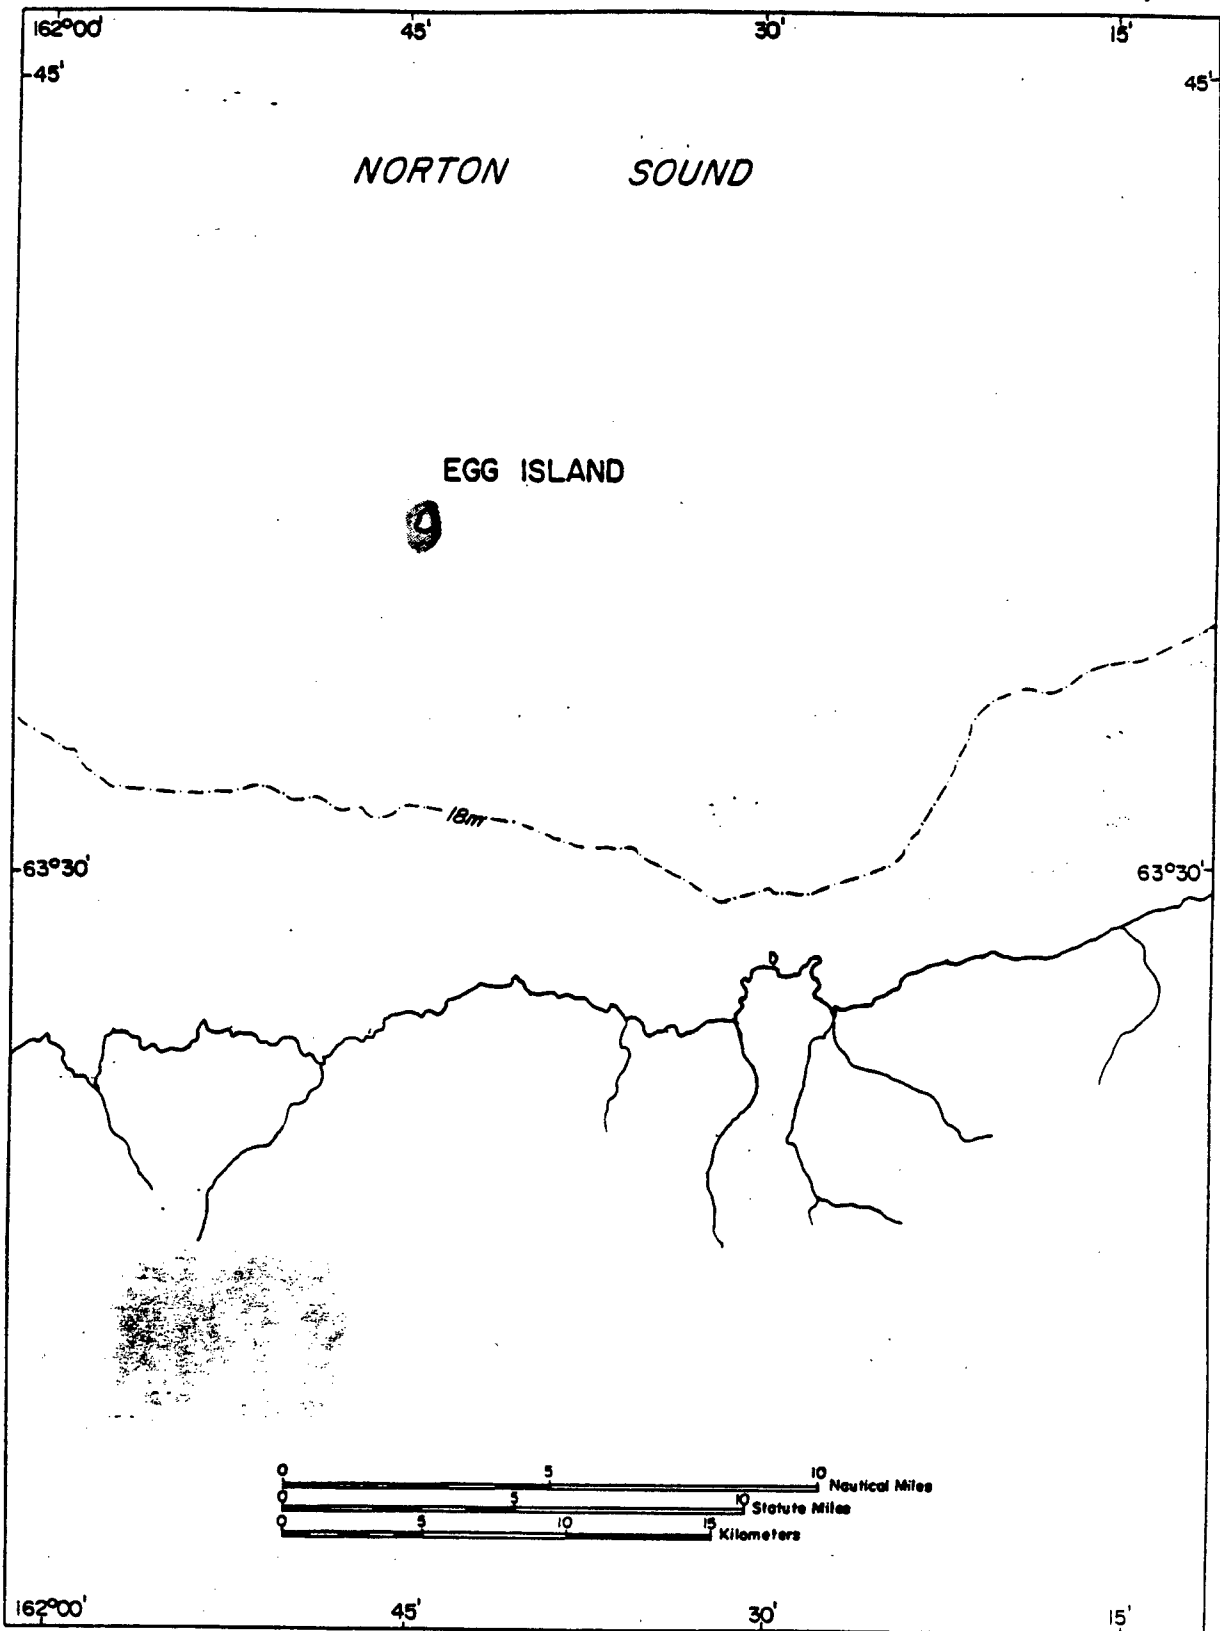 162°00' 45' 30' 15'
45' 45'
NORTON SOUND
EGG ISLAND
18m
63°30' 63°30'
0 5 10 Nautical Miles
0 5 10 Statute Miles
0 5 10 15 Kilometers
162°00' 45' 30' 15'